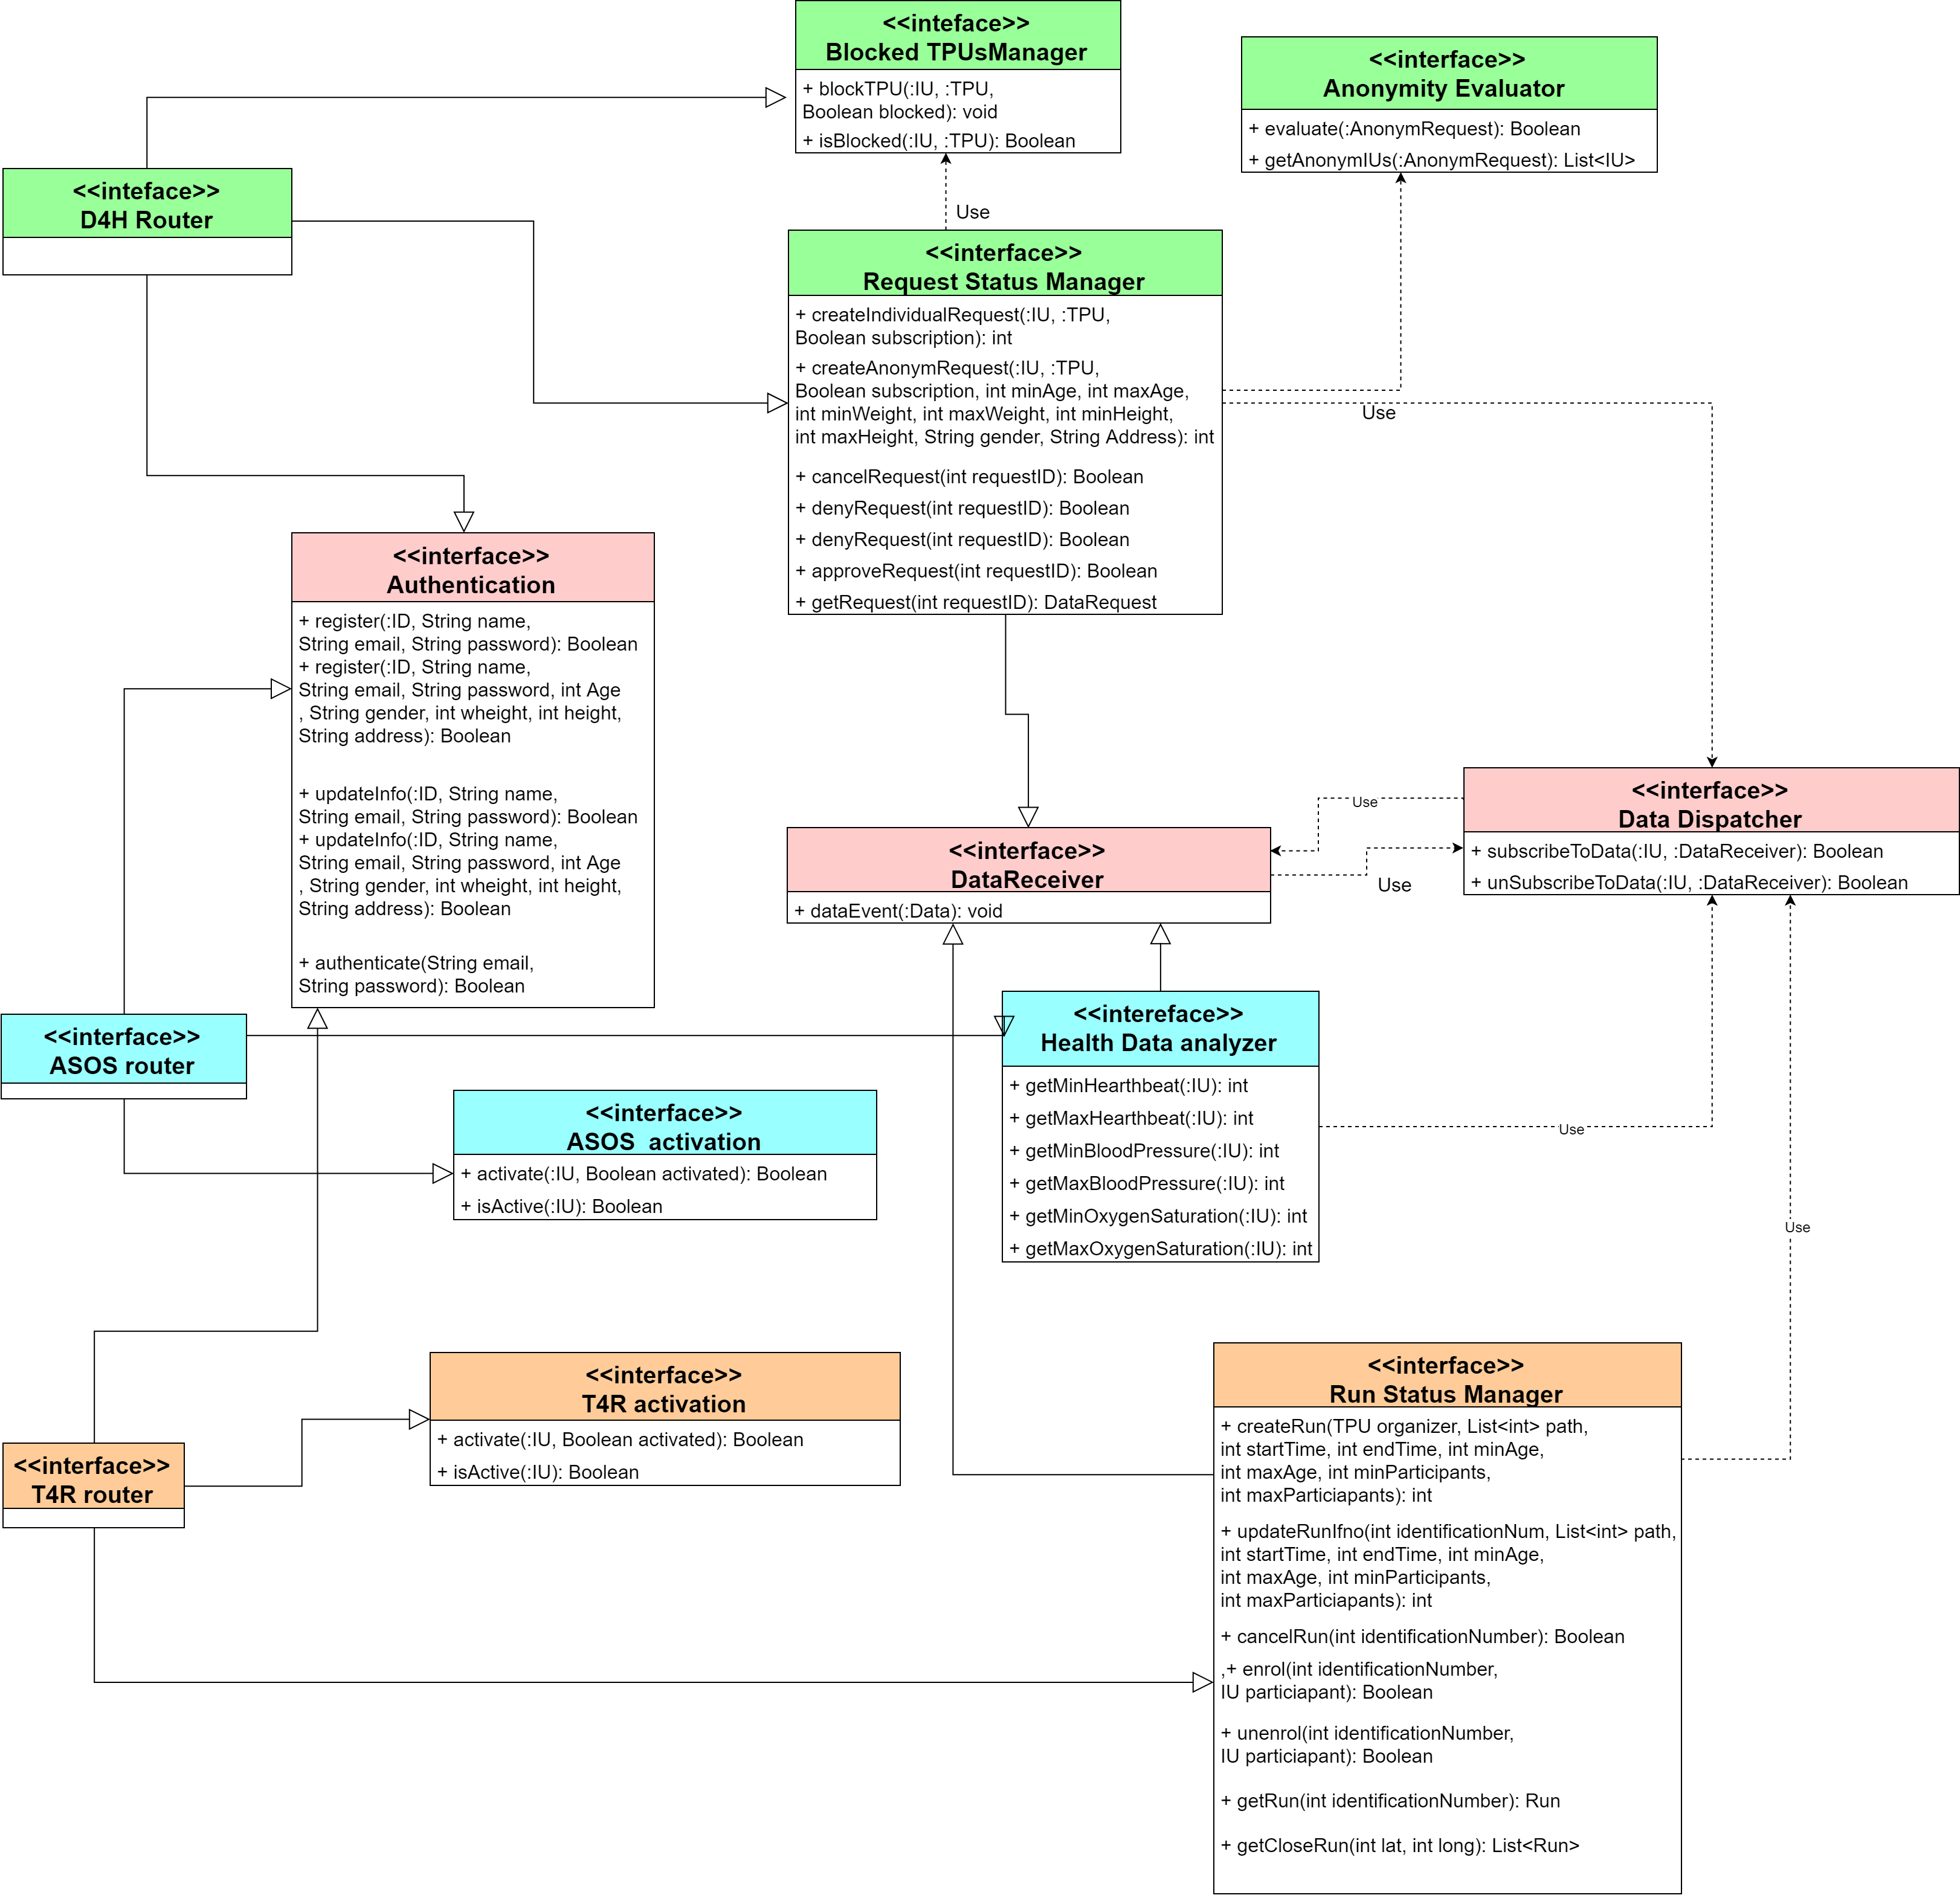 <<inteface>>
Blocked TPUsManager
+ blockTPU(:IU, :TPU,
Boolean blocked): void
+ isBlocked(:IU, :TPU): Boolean
<<interface>>
Anonymity Evaluator
+ evaluate(:AnonymRequest): Boolean
+ getAnonymIUs(:AnonymRequest): List<IU>
<<inteface>>
D4H Router
Use
<<interface>>
Request Status Manager
+ createIndividualRequest(:IU, :TPU,
Boolean subscription): int
+ createAnonymRequest(:IU, :TPU,
Boolean subscription, int minAge, int maxAge,
int minWeight, int maxWeight, int minHeight,
int maxHeight, String gender, String Address): int
+ cancelRequest(int requestID): Boolean
+ denyRequest(int requestID): Boolean
+ denyRequest(int requestID): Boolean
+ approveRequest(int requestID): Boolean
+ getRequest(int requestID): DataRequest
Use
<<interface>>
Authentication
+ register(:ID, String name,
String email, String password): Boolean
+ register(:ID, String name,
String email, String password, int Age
, String gender, int wheight, int height,
String address): Boolean
+ updateInfo(:ID, String name,
String email, String password): Boolean
+ updateInfo(:ID, String name,
String email, String password, int Age
, String gender, int wheight, int height,
String address): Boolean
+ authenticate(String email,
String password): Boolean
<<interface>>
Data Dispatcher
+ subscribeToData(:IU, :DataReceiver): Boolean
+ unSubscribeToData(:IU, :DataReceiver): Boolean
Use
Use
<<interface>>
DataReceiver
+ dataEvent(:Data): void
<<interface>>
ASOS router
<<intereface>>
Health Data analyzer
+ getMinHearthbeat(:IU): int
+ getMaxHearthbeat(:IU): int
+ getMinBloodPressure(:IU): int
+ getMaxBloodPressure(:IU): int
+ getMinOxygenSaturation(:IU): int
+ getMaxOxygenSaturation(:IU): int
Use
<<interface>>
ASOS  activation
+ activate(:IU, Boolean activated): Boolean
+ isActive(:IU): Boolean
Use
<<interface>>
T4R activation
+ activate(:IU, Boolean activated): Boolean
+ isActive(:IU): Boolean
<<interface>>
T4R router
<<interface>>
Run Status Manager
+ createRun(TPU organizer, List<int> path,
int startTime, int endTime, int minAge,
int maxAge, int minParticipants,
int maxParticiapants): int
+ updateRunIfno(int identificationNum, List<int> path,
int startTime, int endTime, int minAge,
int maxAge, int minParticipants,
int maxParticiapants): int
+ cancelRun(int identificationNumber): Boolean
,+ enrol(int identificationNumber,
IU particiapant): Boolean
+ unenrol(int identificationNumber,
IU particiapant): Boolean
+ getRun(int identificationNumber): Run
+ getCloseRun(int lat, int long): List<Run>